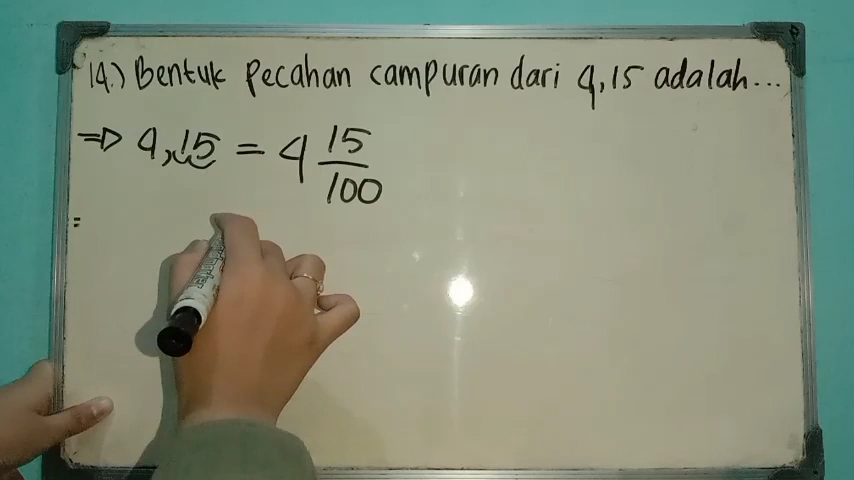 14.) Bentuk pecahan campuran dari 4,15 adalah...
=> 4,15 = 4 15/100
=